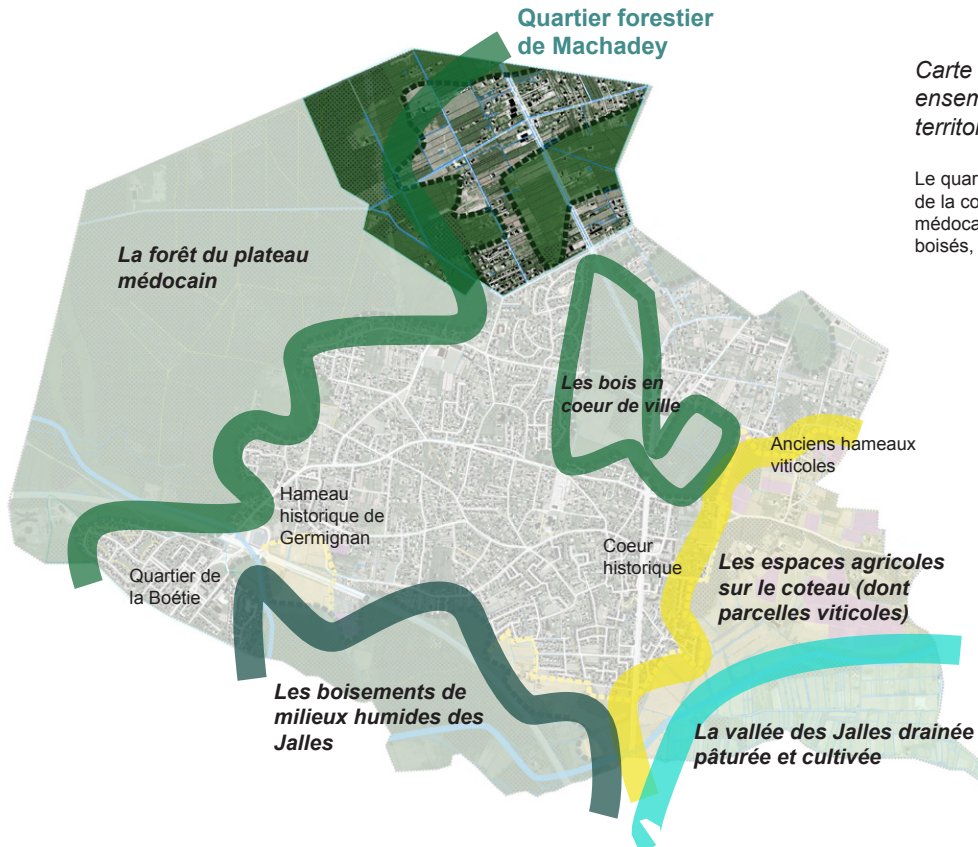 Quartier forestier
de Machadey
Carte
ensem
territoi
Le quar
de la co
médoca
boisés,
La forêt du plateau
médocain
Les bois en
coeur de ville
Anciens hameaux
viticoles
Hameau
historique de
Germignan
Coeur
historique
Quartier de
la Boétie
Les espaces agricoles
sur le coteau (dont
parcelles viticoles)
Les boisements de
milieux humides des
Jalles
La vallée des Jalles drainée
pâturée et cultivée